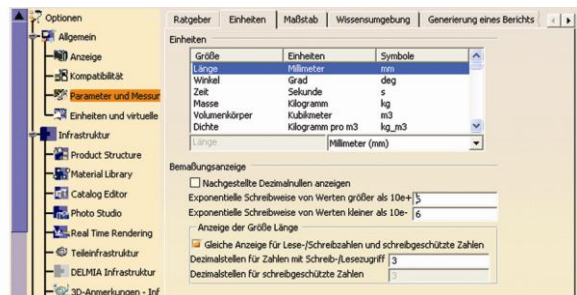 Optionen
Allgemein
Anzeige
Kompatibilität
Parameter und Messur
Einheiten und virtuelle
Infrastruktur
Product Structure
Material Library
Catalog Editor
Photo Studio
Real Time Rendering
Teileinfrastruktur
DELMIA Infrastruktur
3D-Anmerkungen - Inf
Ratgeber Einheiten Maßstab Wissensumgebung Generierung eines Berichts
Einheiten
Größe Einheiten Symbole
Länge Millimeter mm
Winkel Grad deg
Zeit Sekunde s
Masse Kilogramm kg
Volumenkörper Kubikmeter m3
Dichte Kilogramm pro m3 kg_m3
Länge Millimeter (mm)
Bemaßungsanzeige
Nachgestellte Dezimalnullen anzeigen
Exponentielle Schreibweise von Werten größer als 10e+ 5
Exponentielle Schreibweise von Werten kleiner als 10e- 6
Anzeige der Größe Länge
Gleiche Anzeige für Lese-/Schreibzahlen und schreibgeschützte Zahlen
Dezimalstellen für Zahlen mit Schreib-/Lesezugriff 3
Dezimalstellen für schreibgeschützte Zahlen 3